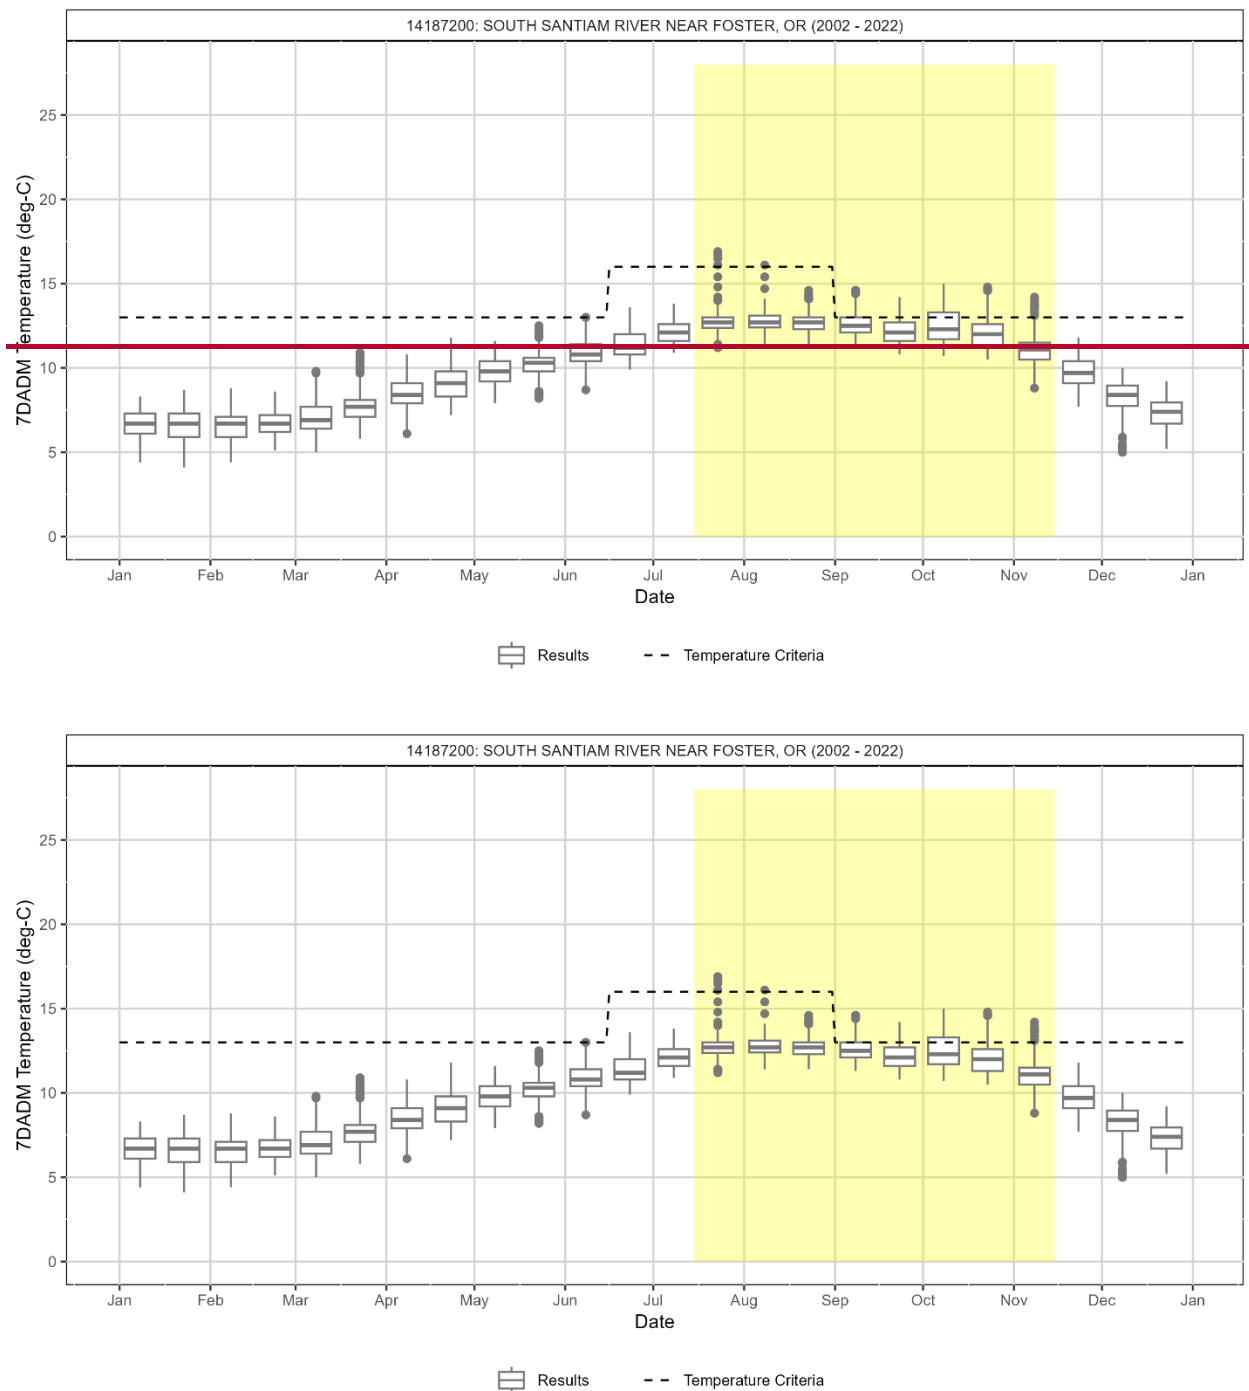 14187200: SOUTH SANTIAM RIVER NEAR FOSTER, OR (2002 - 2022)
7DADM Temperature (deg-C)
25
20
15
10
5
0
Jan Feb Mar Apr May Jun Jul Aug Sep Oct Nov Dec Jan
Date
Results Temperature Criteria
14187200: SOUTH SANTIAM RIVER NEAR FOSTER, OR (2002 - 2022)
7DADM Temperature (deg-C)
25
20
15
10
5
0
Jan Feb Mar Apr May Jun Jul Aug Sep Oct Nov Dec Jan
Date
Results Temperature Criteria